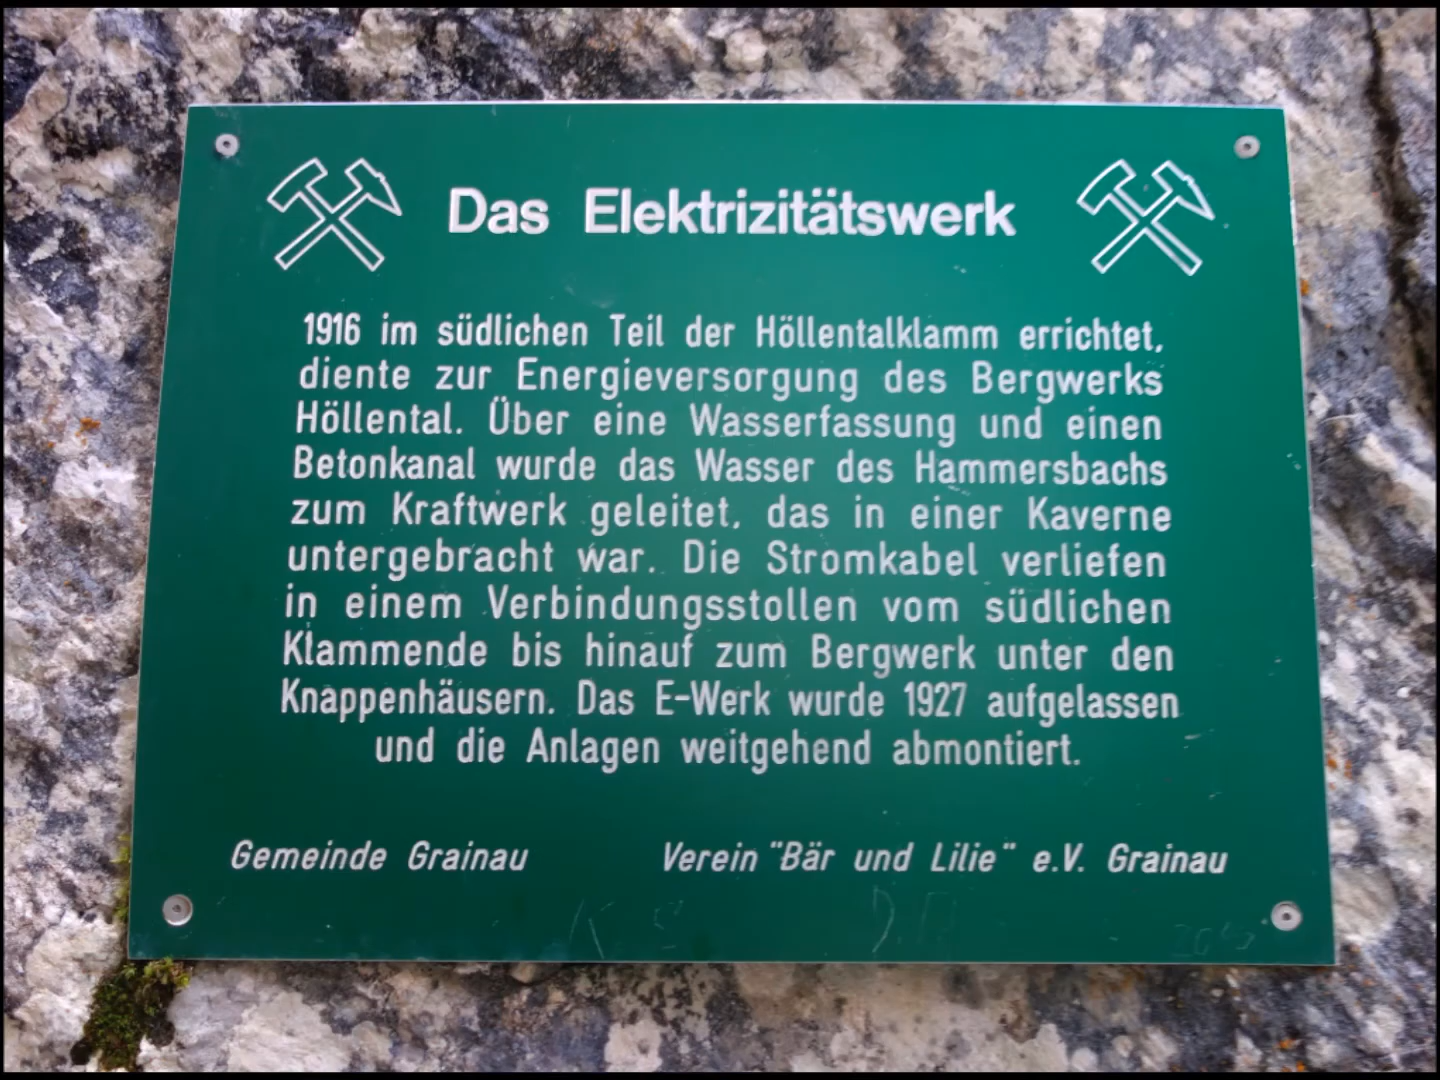 Das Elektrizitätswerk
1916 im südlichen Teil der Höllentalklamm errichtet,
diente zur Energieversorgung des Bergwerks
Höllental. Über eine Wasserfassung und einen
Betonkanal wurde das Wasser des Hammersbachs
zum Kraftwerk geleitet, das in einer Kaverne
untergebracht war. Die Stromkabel verliefen
in einem Verbindungsstollen vom südlichen
Klammende bis hinauf zum Bergwerk unter den
Knappenhäusern. Das E-Werk wurde 1927 aufgelassen
und die Anlagen weitgehend abmontiert.
Gemeinde Grainau Verein "Bär und Lilie" e.V. Grainau